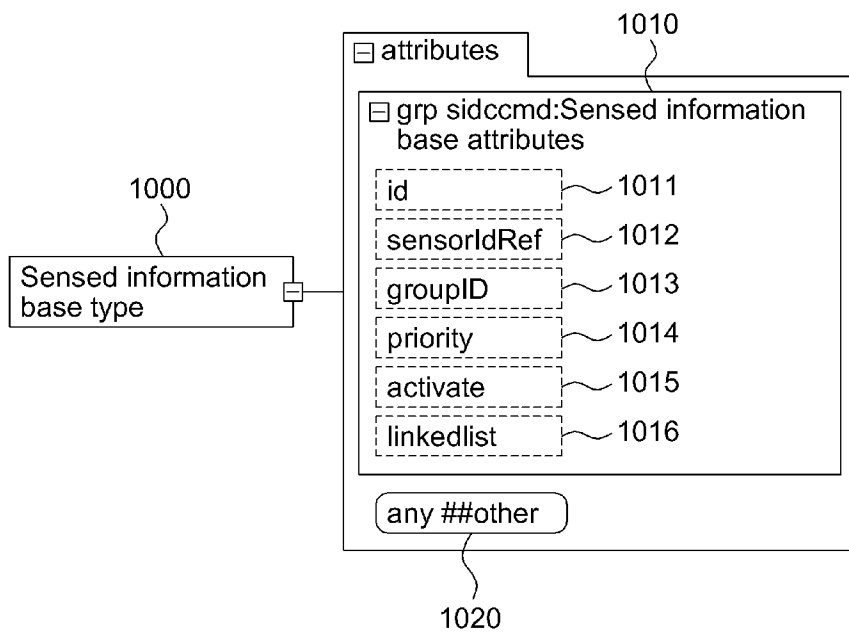 1010
attributes
grp sidccmd:Sensed information
base attributes
1000
id
1011
sensorIdRef
1012
Sensed information
base type
groupID
1013
priority
1014
activate
1015
linkedlist
1016
any ##other
1020